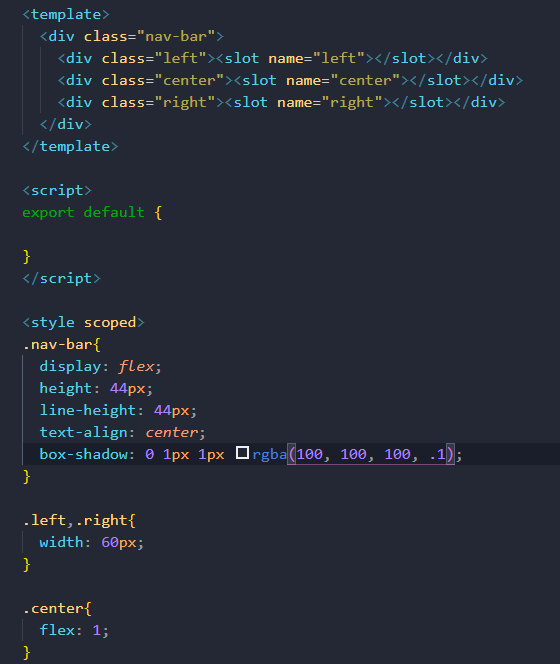 <template>
  <div class="nav-bar">
    <div class="left"><slot name="left"></slot></div>
    <div class="center"><slot name="center"></slot></div>
    <div class="right"><slot name="right"></slot></div>
  </div>
</template>

<script>
export default {

}
</script>

<style scoped>
.nav-bar{
  display: flex;
  height: 44px;
  line-height: 44px;
  text-align: center;
  box-shadow: 0 1px 1px rgba(100, 100, 100, .1);
}

.left,.right{
  width: 60px;
}

.center{
  flex: 1;
}